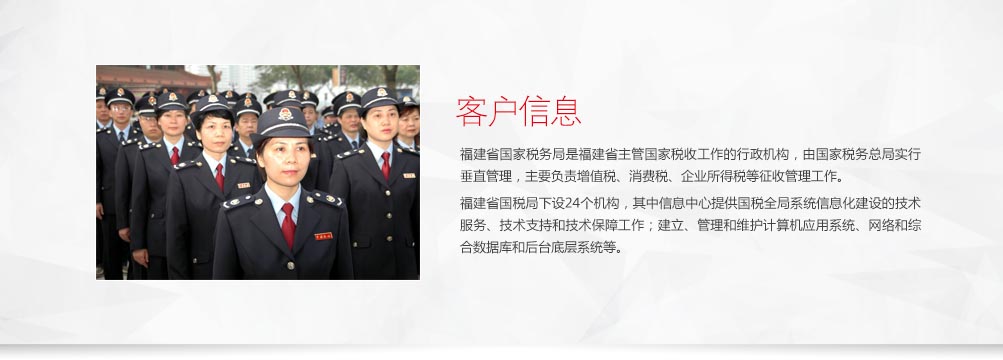 客户信息
福建省国家税务局是福建省主管国家税收工作的行政机构，由国家税务总局实行
垂直管理，主要负责增值税、消费税、企业所得税等征收管理工作。
福建省国税局下设24个机构，其中信息中心提供国税全局系统信息化建设的技术
服务、技术支持和技术保障工作；建立、管理和维护计算机应用系统、网络和综
合数据库和后台底层系统等。